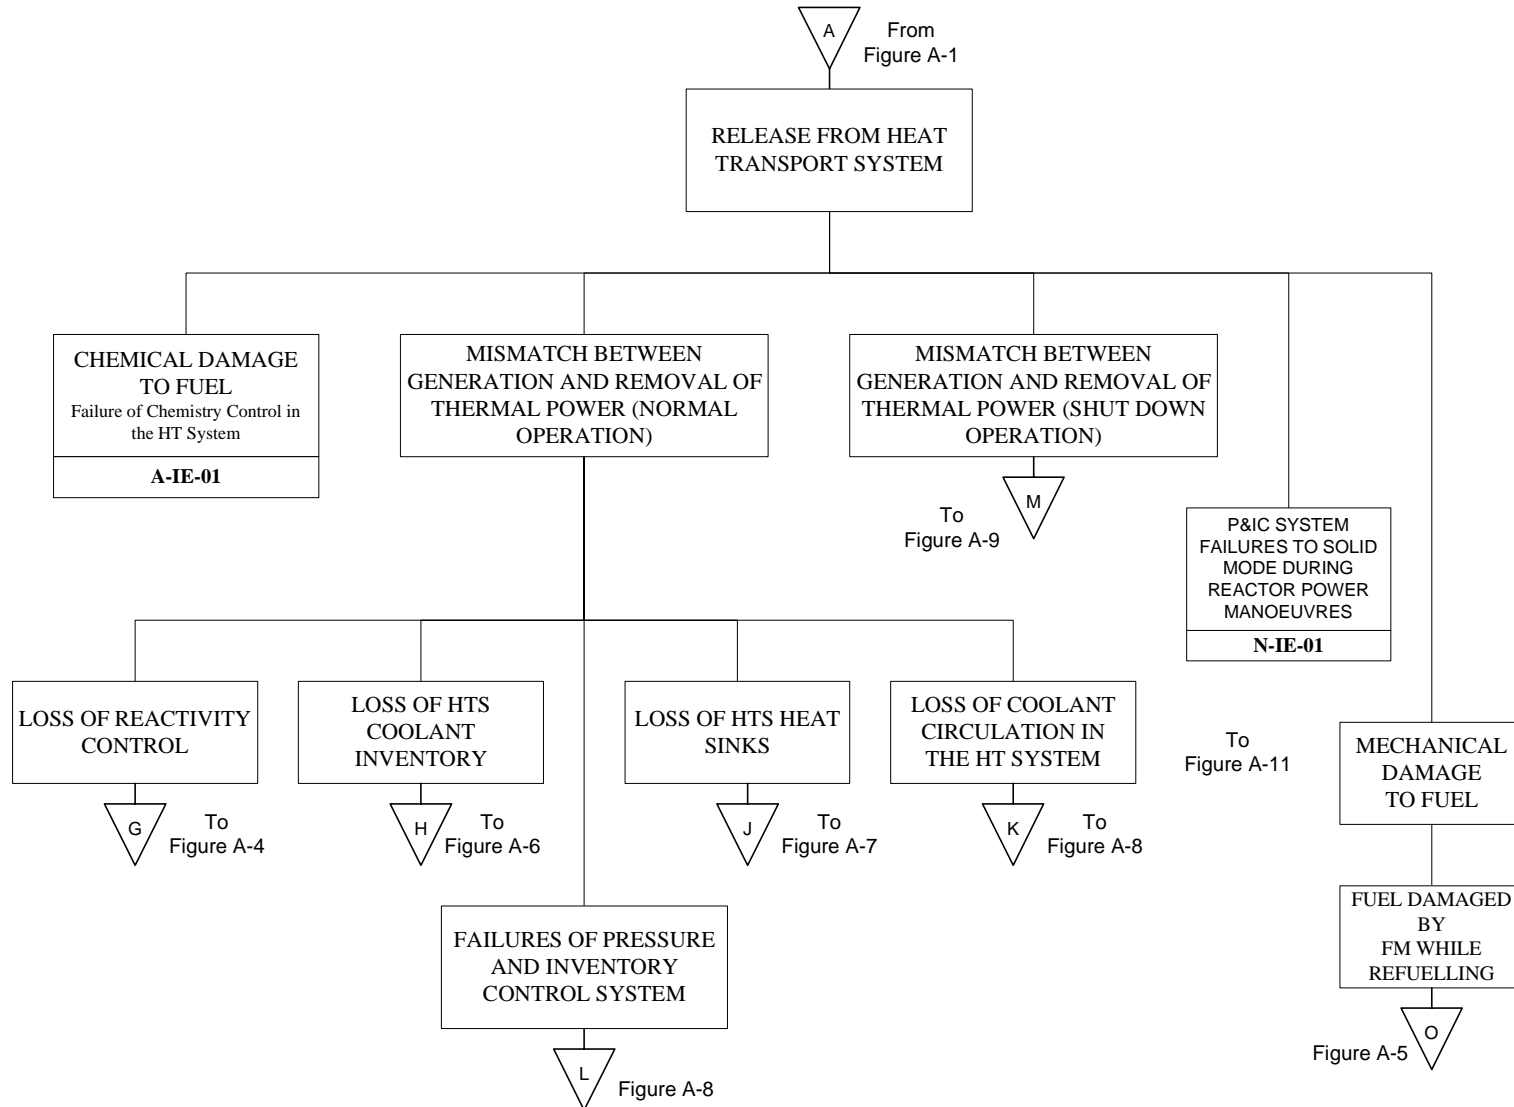 A
From
Figure A-1
RELEASE FROM HEAT
TRANSPORT SYSTEM
CHEMICAL DAMAGE
TO FUEL
Failure of Chemistry Control in
the HT System
A-IE-01
MISMATCH BETWEEN
GENERATION AND REMOVAL OF
THERMAL POWER (NORMAL
OPERATION)
MISMATCH BETWEEN
GENERATION AND REMOVAL OF
THERMAL POWER (SHUT DOWN
OPERATION)
M
To
Figure A-9
P&IC SYSTEM
FAILURES TO SOLID
MODE DURING
REACTOR POWER
MANOEUVRES
N-IE-01
LOSS OF REACTIVITY
CONTROL
G
To
Figure A-4
LOSS OF HTS
COOLANT
INVENTORY
H
To
Figure A-6
LOSS OF HTS HEAT
SINKS
J
To
Figure A-7
LOSS OF COOLANT
CIRCULATION IN
THE HT SYSTEM
K
To
Figure A-8
To
Figure A-11
MECHANICAL
DAMAGE
TO FUEL
FAILURES OF PRESSURE
AND INVENTORY
CONTROL SYSTEM
L
Figure A-8
FUEL DAMAGED
BY
FM WHILE
REFUELLING
O
Figure A-5